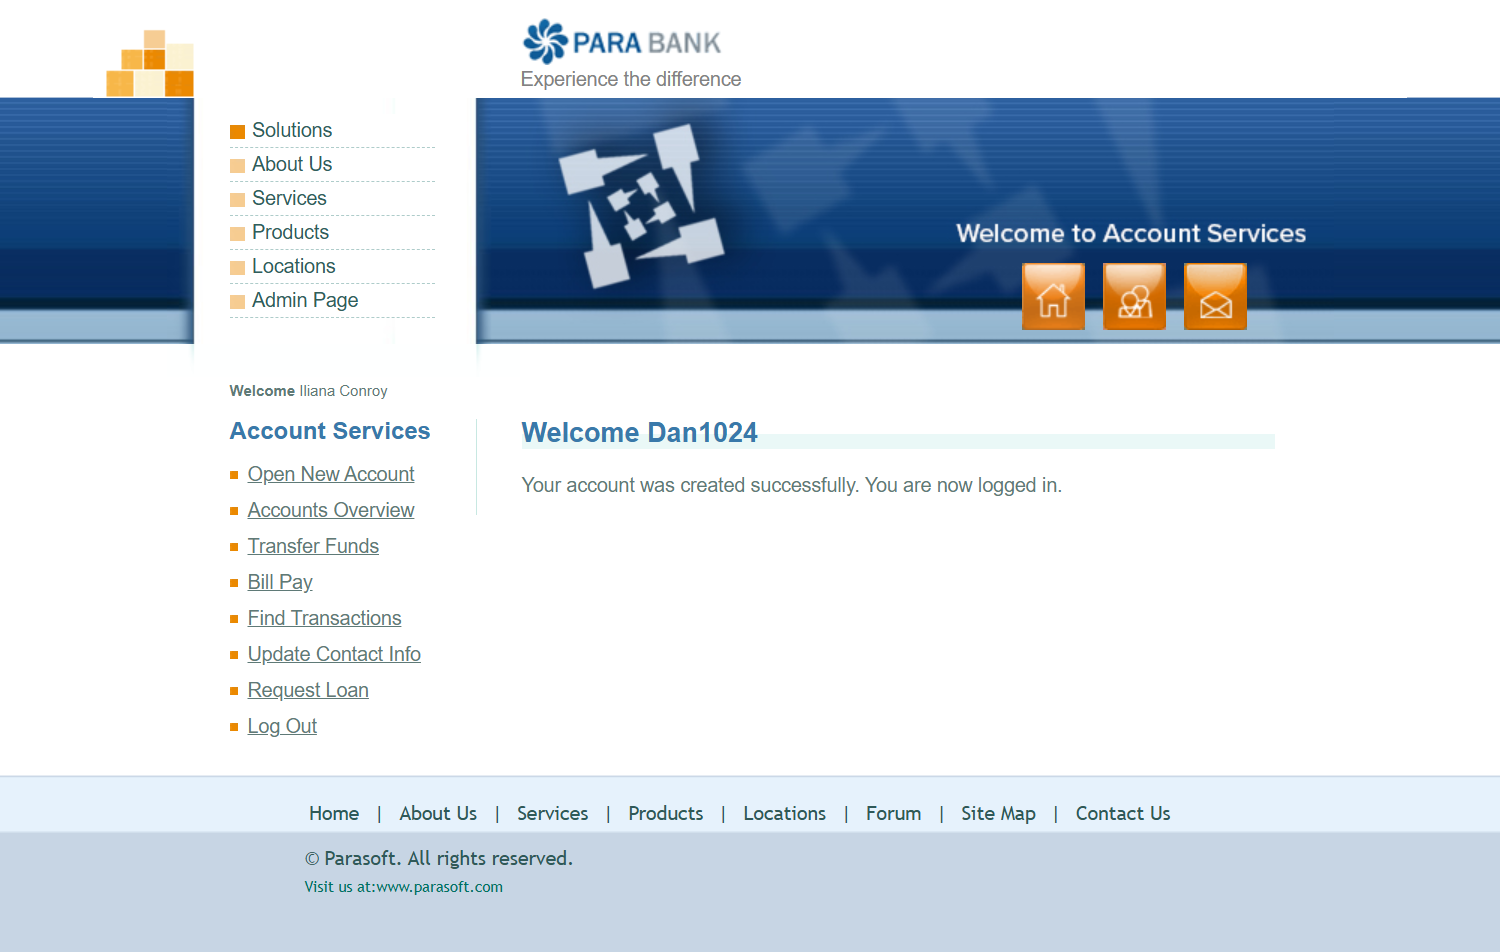 PARA BANK
Experience the difference
Solutions
About Us
Services
Products
Locations
Admin Page
Welcome to Account Services
Welcome Iliana Conroy
Account Services
Open New Account
Accounts Overview
Transfer Funds
Bill Pay
Find Transactions
Update Contact Info
Request Loan
Log Out
Welcome Dan1024
Your account was created successfully. You are now logged in.
Home | About Us | Services | Products | Locations | Forum | Site Map | Contact Us
© Parasoft. All rights reserved.
Visit us at:www.parasoft.com